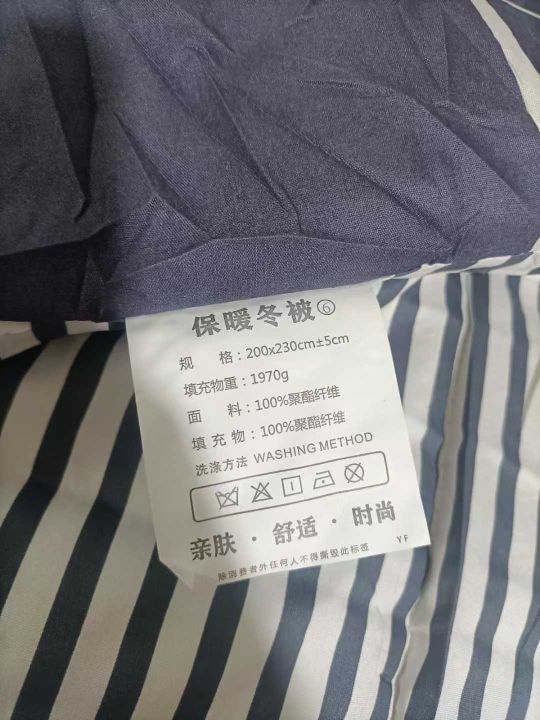 保暖冬被⑥
规 格:200x230cm±5cm
填充物重:1970g
面 料:100%聚酯纤维
填 充 物:100%聚酯纤维
洗涤方法 WASHING METHOD
亲肤·舒适·时尚
除消费者外任何人不得撕毁此标签 YF